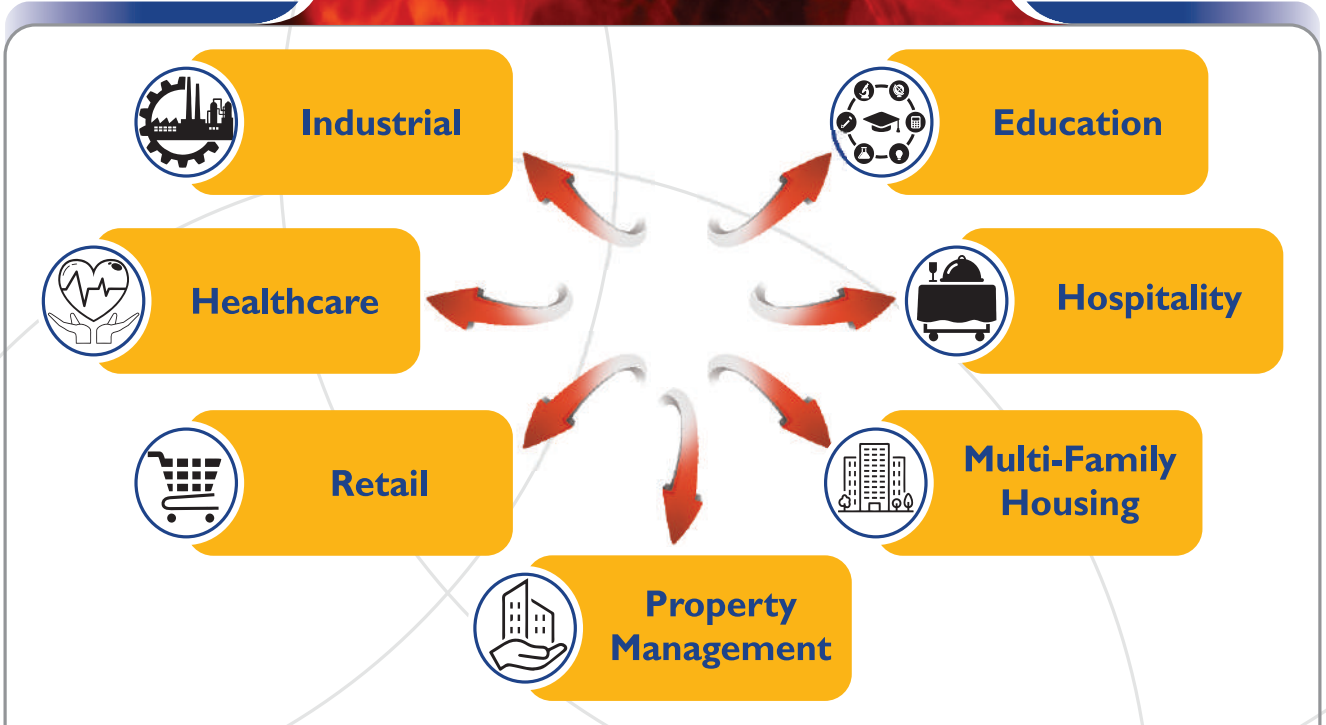 Industrial
Education
Healthcare
Hospitality
Retail
Multi-Family
Housing
Property
Management